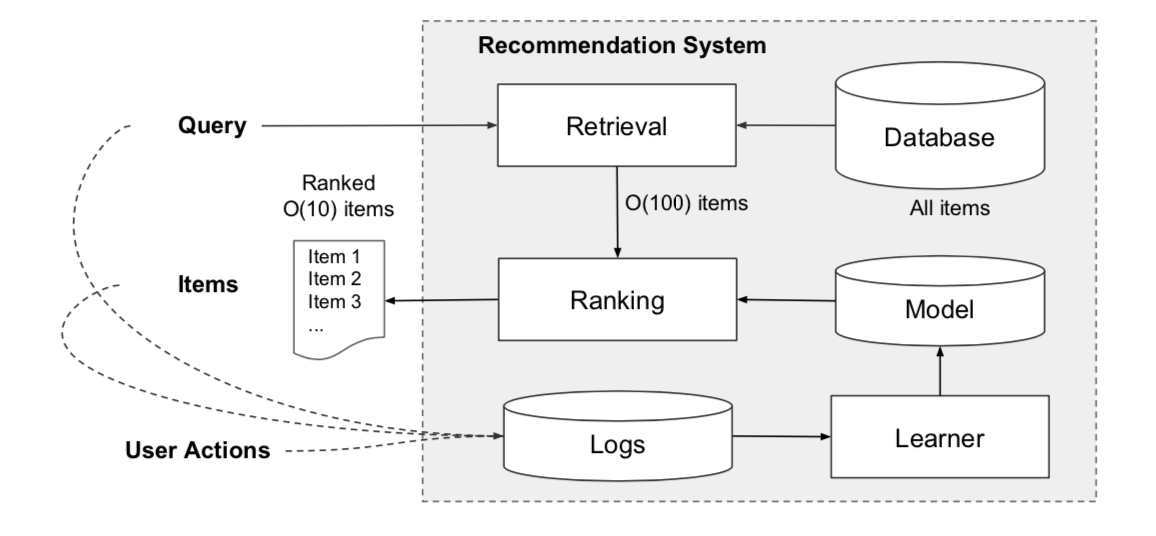 Recommendation System
Query
Retrieval
Database
Ranked
O(10) items
O(100) items
All items
Items
Item 1
Item 2
Item 3
...
Ranking
Model
User Actions
Logs
Learner